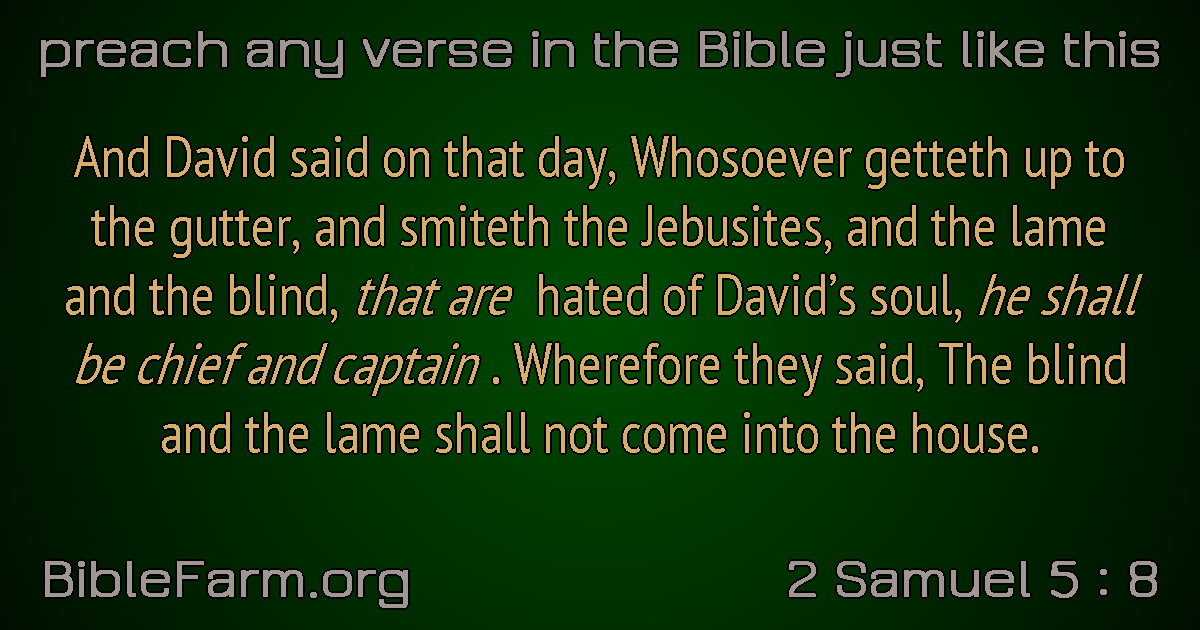 preach any verse in the Bible just like this
And David said on that day, Whosoever getteth up to
the gutter, and smiteth the Jebusites, and the lame
and the blind, that are hated of David’s soul, he shall
be chief and captain . Wherefore they said, The blind
and the lame shall not come into the house.
BibleFarm.org
2 Samuel 5 : 8